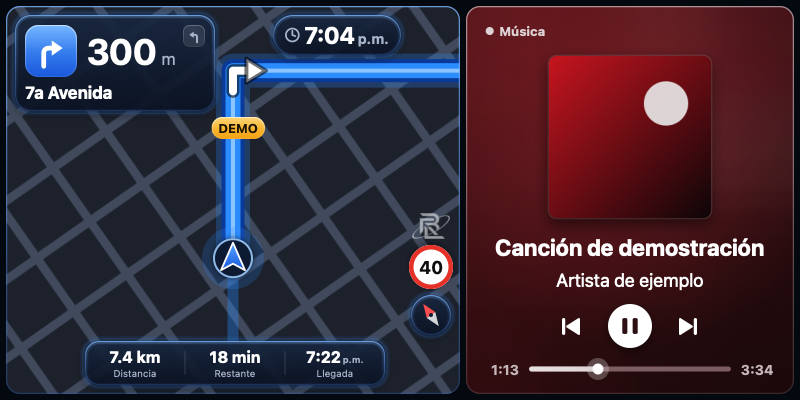 300 m
7a Avenida
7:04 p.m.
DEMO
40
7.4 km
Distancia
18 min
Restante
7:22 p.m.
Llegada
Música
Canción de demostración
Artista de ejemplo
1:13
3:34